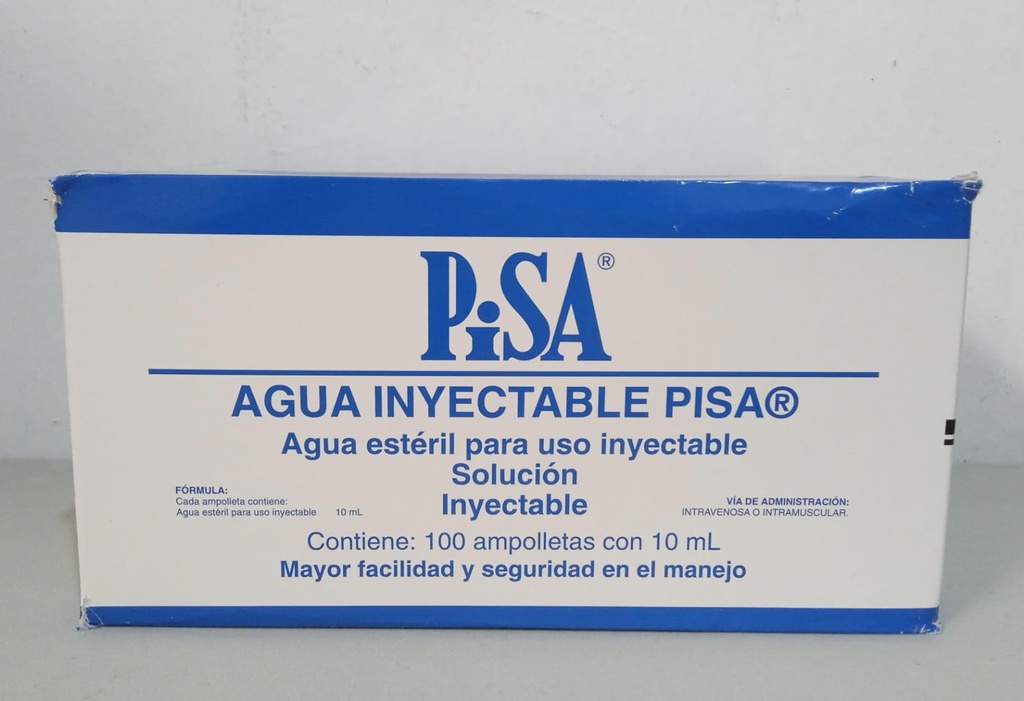 PiSA®
AGUA INYECTABLE PISA®
Agua estéril para uso inyectable
Solución
Inyectable
FÓRMULA:
Cada ampolleta contiene:
Agua estéril para uso inyectable 10 mL
VÍA DE ADMINISTRACIÓN:
INTRAVENOSA O INTRAMUSCULAR.
Contiene: 100 ampolletas con 10 mL
Mayor facilidad y seguridad en el manejo